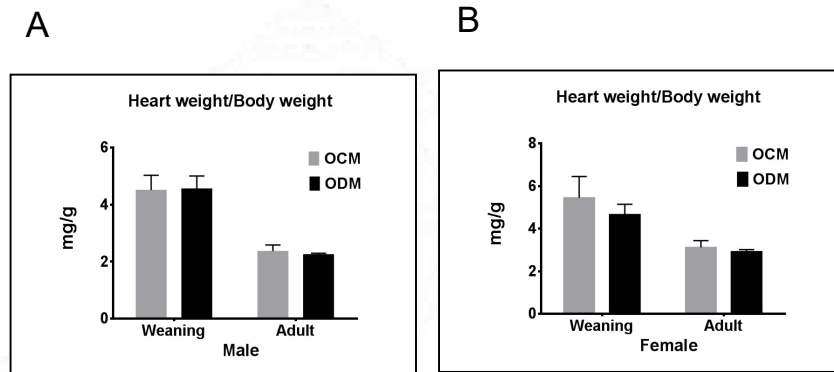 A
Heart weight/Body weight
6
4
2
0
mg/g
OCM
ODM
Weaning
Adult
Male
B
Heart weight/Body weight
8
6
4
2
0
mg/g
OCM
ODM
Weaning
Adult
Female